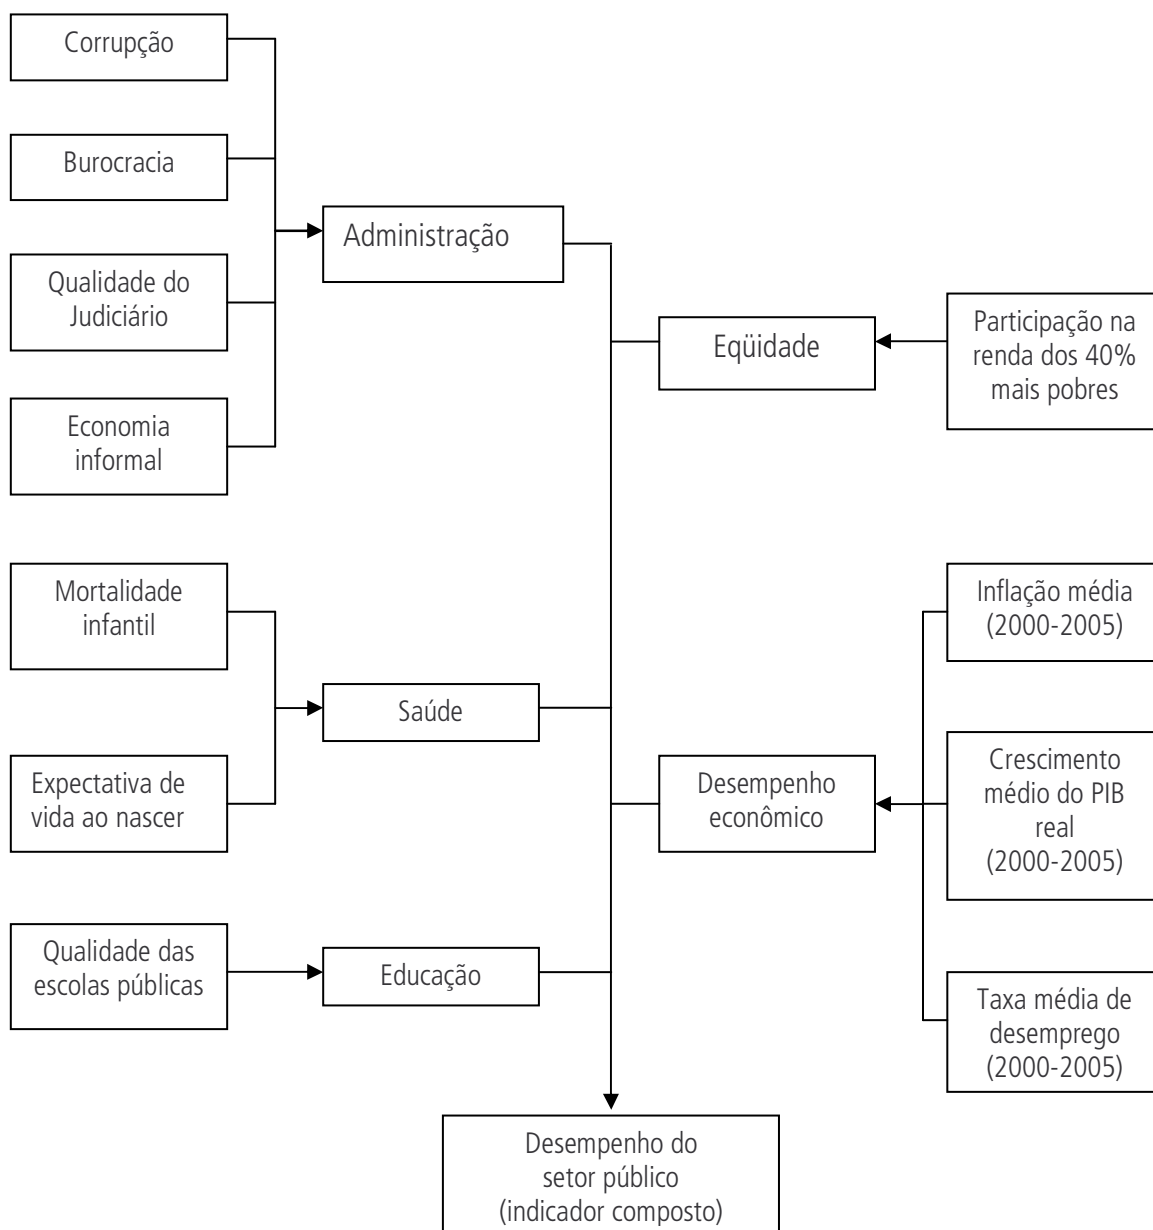 Corrupção
Burocracia
Qualidade do
Judiciário
Economia
informal
Administração
Eqüidade
Participação na
renda dos 40%
mais pobres
Mortalidade
infantil
Expectativa de
vida ao nascer
Saúde
Desempenho
econômico
Inflação média
(2000-2005)
Crescimento
médio do PIB
real
(2000-2005)
Taxa média de
desemprego
(2000-2005)
Qualidade das
escolas públicas
Educação
Desempenho do
setor público
(indicador composto)